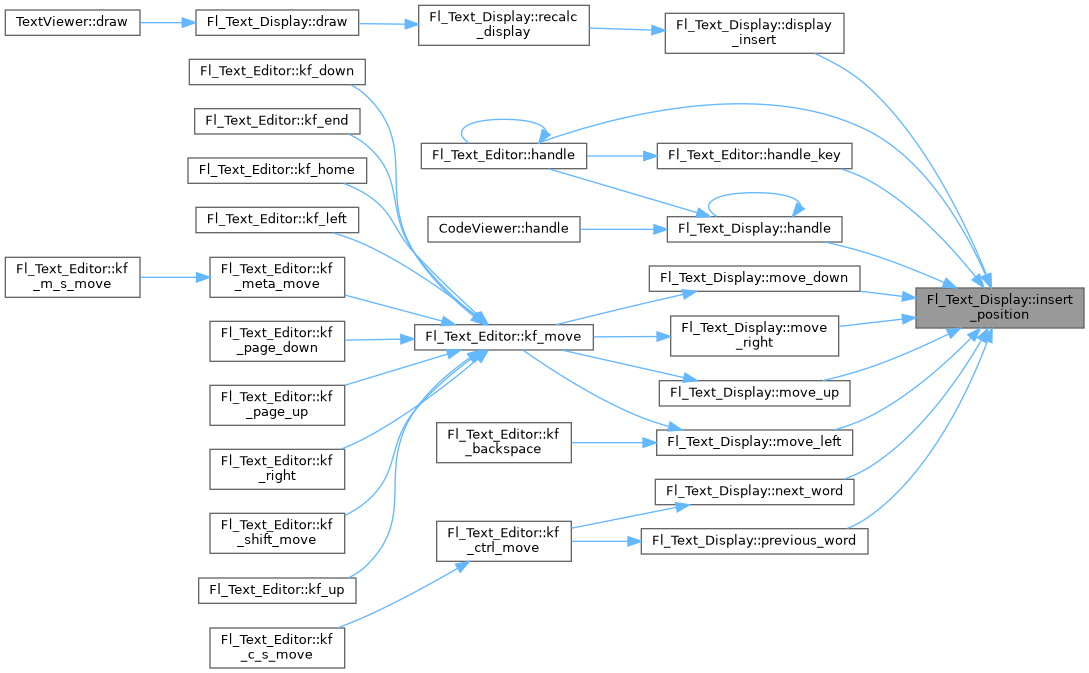 TextViewer::draw
Fl_Text_Display::draw
Fl_Text_Display::recalc
_display
Fl_Text_Display::display
_insert
Fl_Text_Editor::kf_down
Fl_Text_Editor::kf_end
Fl_Text_Editor::handle
Fl_Text_Editor::handle_key
Fl_Text_Editor::kf_home
Fl_Text_Editor::kf_left
CodeViewer::handle
Fl_Text_Display::handle
Fl_Text_Editor::kf
_m_s_move
Fl_Text_Editor::kf
_meta_move
Fl_Text_Display::move_down
Fl_Text_Display::insert
_position
Fl_Text_Editor::kf
_page_down
Fl_Text_Editor::kf_move
Fl_Text_Display::move
_right
Fl_Text_Editor::kf
_page_up
Fl_Text_Display::move_up
Fl_Text_Editor::kf
_backspace
Fl_Text_Display::move_left
Fl_Text_Editor::kf
_right
Fl_Text_Display::next_word
Fl_Text_Editor::kf
_shift_move
Fl_Text_Editor::kf
_ctrl_move
Fl_Text_Display::previous_word
Fl_Text_Editor::kf_up
Fl_Text_Editor::kf
_c_s_move